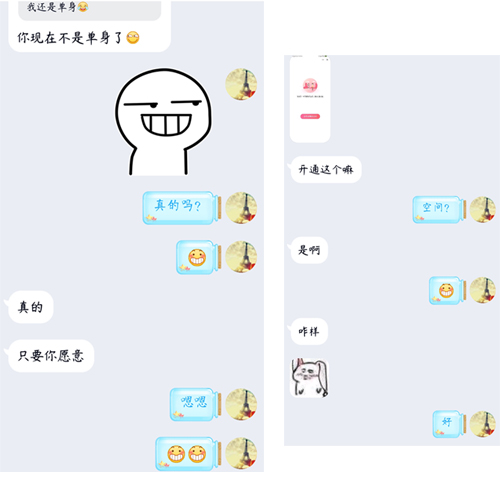 我还是单身
你现在不是单身了
真的吗?
真的
只要你愿意
嗯嗯
开通这个嘛
空间?
是啊
咋样
好